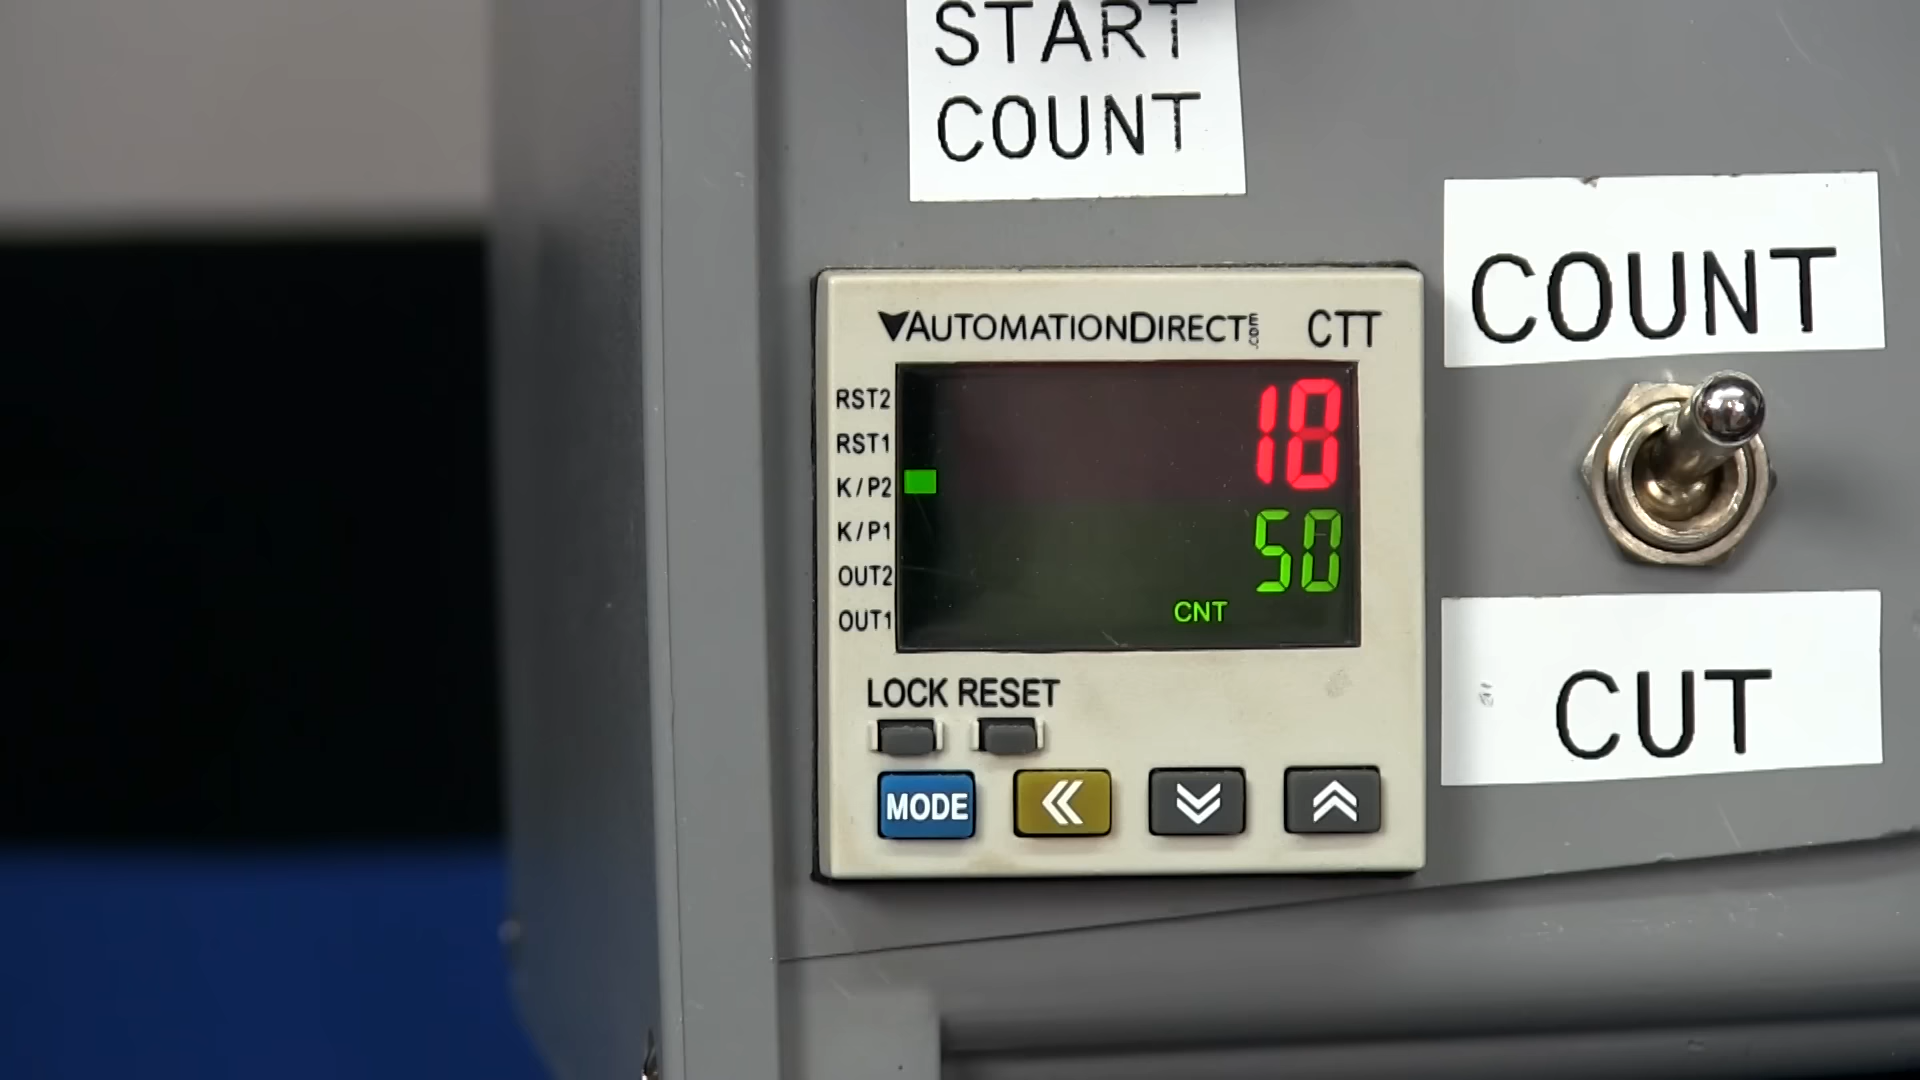 START
COUNT
COUNT
AUTOMATIONDIRECT.com CTT
RST2
RST1
K/P2
K/P1
OUT2
OUT1
18
50
CNT
LOCK RESET
MODE
CUT